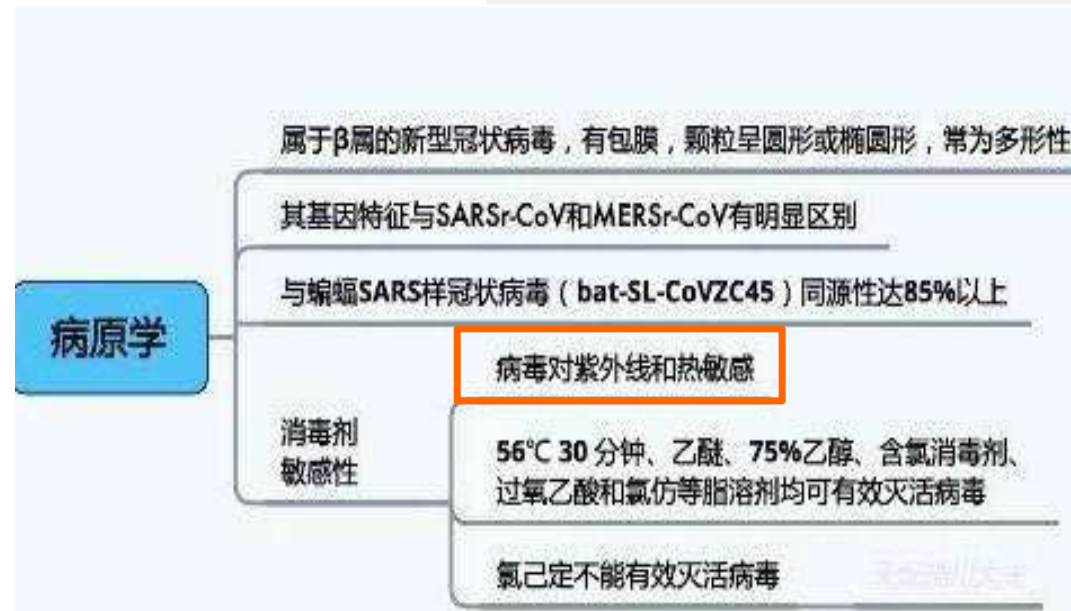 属于β属的新型冠状病毒，有包膜，颗粒呈圆形或椭圆形，常为多形性
其基因特征与SARSr-CoV和MERSr-CoV有明显区别
与蝙蝠SARS样冠状病毒（bat-SL-CoVZC45）同源性达85%以上
病原学
病毒对紫外线和热敏感
消毒剂
敏感性
56℃ 30 分钟、乙醚、75%乙醇、含氯消毒剂、
过氧乙酸和氯仿等脂溶剂均可有效灭活病毒
氯己定不能有效灭活病毒